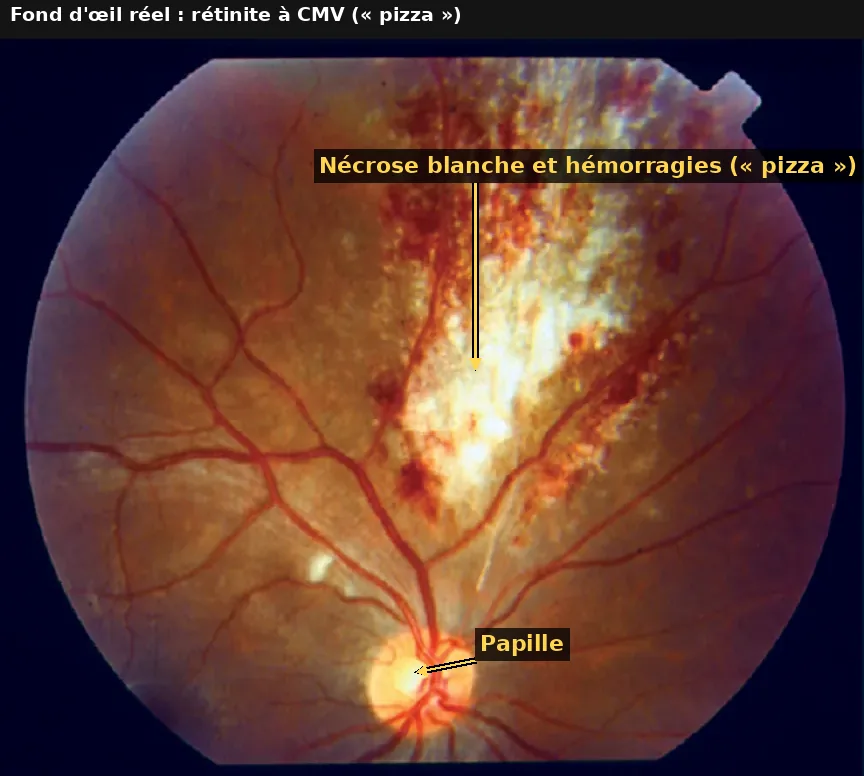 Fond d'œil réel : rétinite à CMV (« pizza »)
Nécrose blanche et hémorragies (« pizza »)
Papille